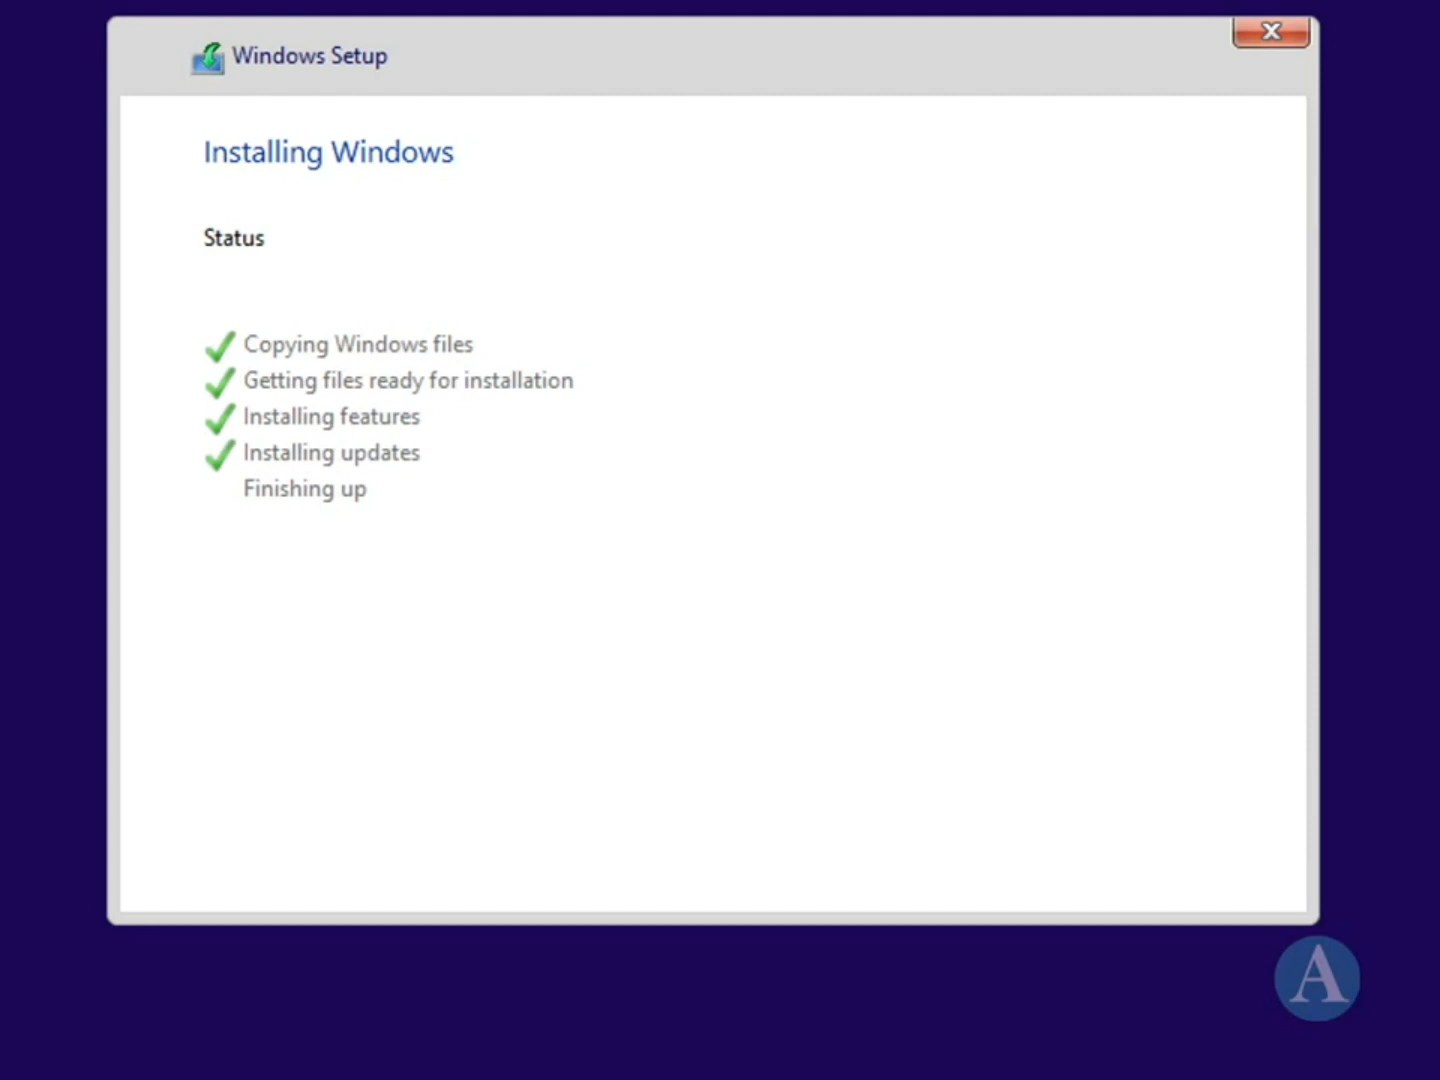 Windows Setup
Installing Windows
Status
Copying Windows files
Getting files ready for installation
Installing features
Installing updates
Finishing up
A